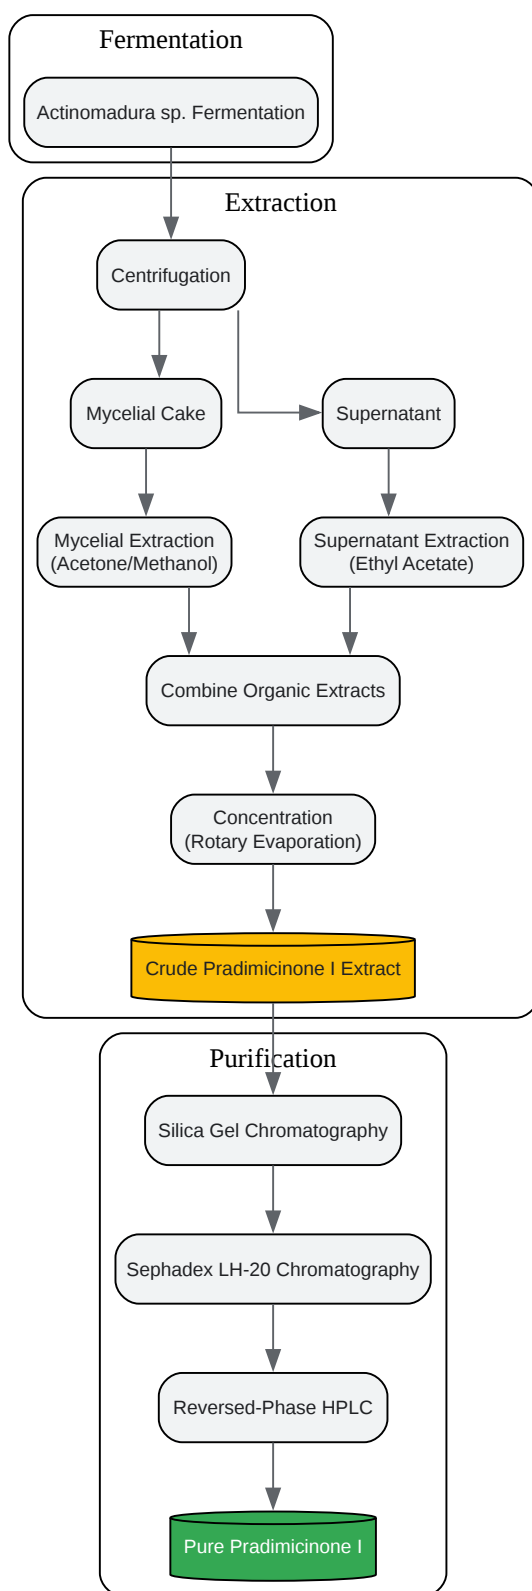 Fermentation
Actinomadura sp. Fermentation
Extraction
Centrifugation
Mycelial Cake
Supernatant
Mycelial Extraction
(Acetone/Methanol)
Supernatant Extraction
(Ethyl Acetate)
Combine Organic Extracts
Concentration
(Rotary Evaporation)
Crude Pradimicinone I Extract
Purification
Silica Gel Chromatography
Sephadex LH-20 Chromatography
Reversed-Phase HPLC
Pure Pradimicinone I